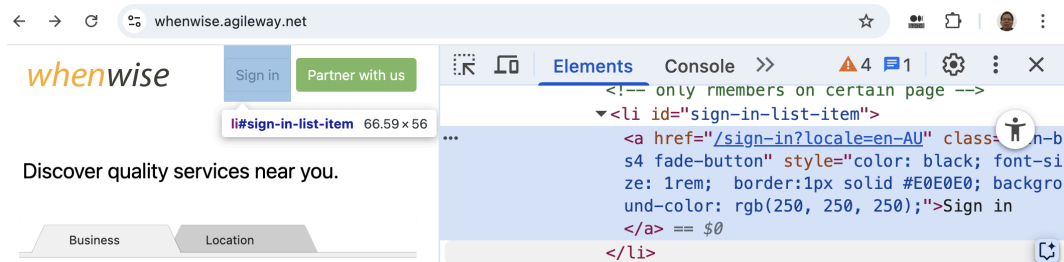 whenwise.agileway.net
whenwise
Sign in
Partner with us
li#sign-in-list-item 66.59 × 56
Discover quality services near you.
Business
Location
Elements
Console
4
1
<!-- only rmembers on certain page -->
<li id="sign-in-list-item">
<a href="/sign-in?locale=en-AU" class= n-b
s4 fade-button" style="color: black; font-si
ze: 1rem;  border:1px solid #E0E0E0; backgro
und-color: rgb(250, 250, 250);">Sign in
</a> == $0
</li>